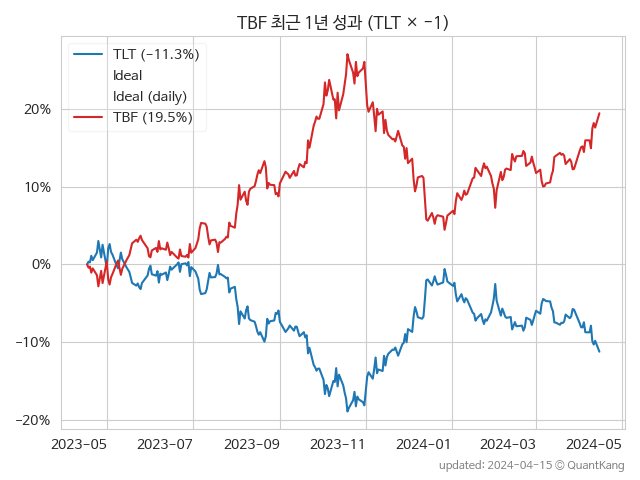 TBF 최근 1년 성과 (TLT × −1)
TLT (−11.3%)
Ideal
Ideal (daily)
TBF (19.5%)
20%
10%
0%
−10%
−20%
2023-05 2023-07 2023-09 2023-11 2024-01 2024-03 2024-05
updated: 2024-04-15 © QuantKang